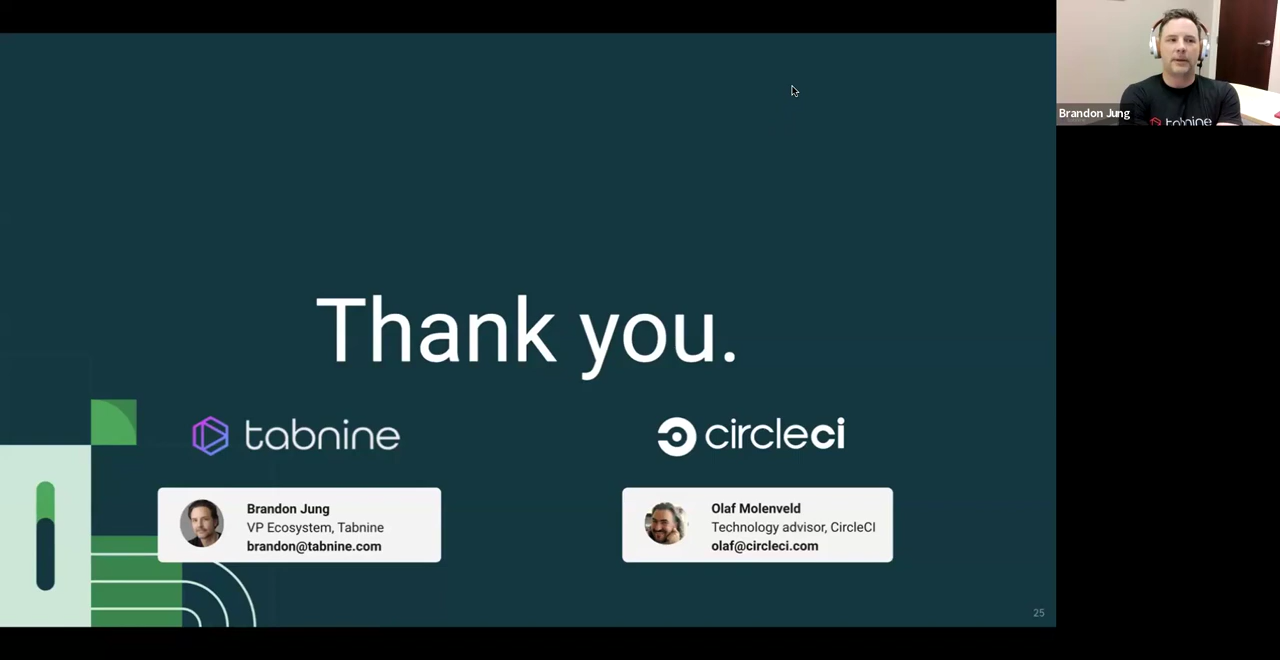 Thank you.
tabnine
circleci
Brandon Jung
VP Ecosystem, Tabnine
brandon@tabnine.com
Olaf Molenveld
Technology advisor, CircleCI
olaf@circleci.com
25
Brandon Jung
tabnine